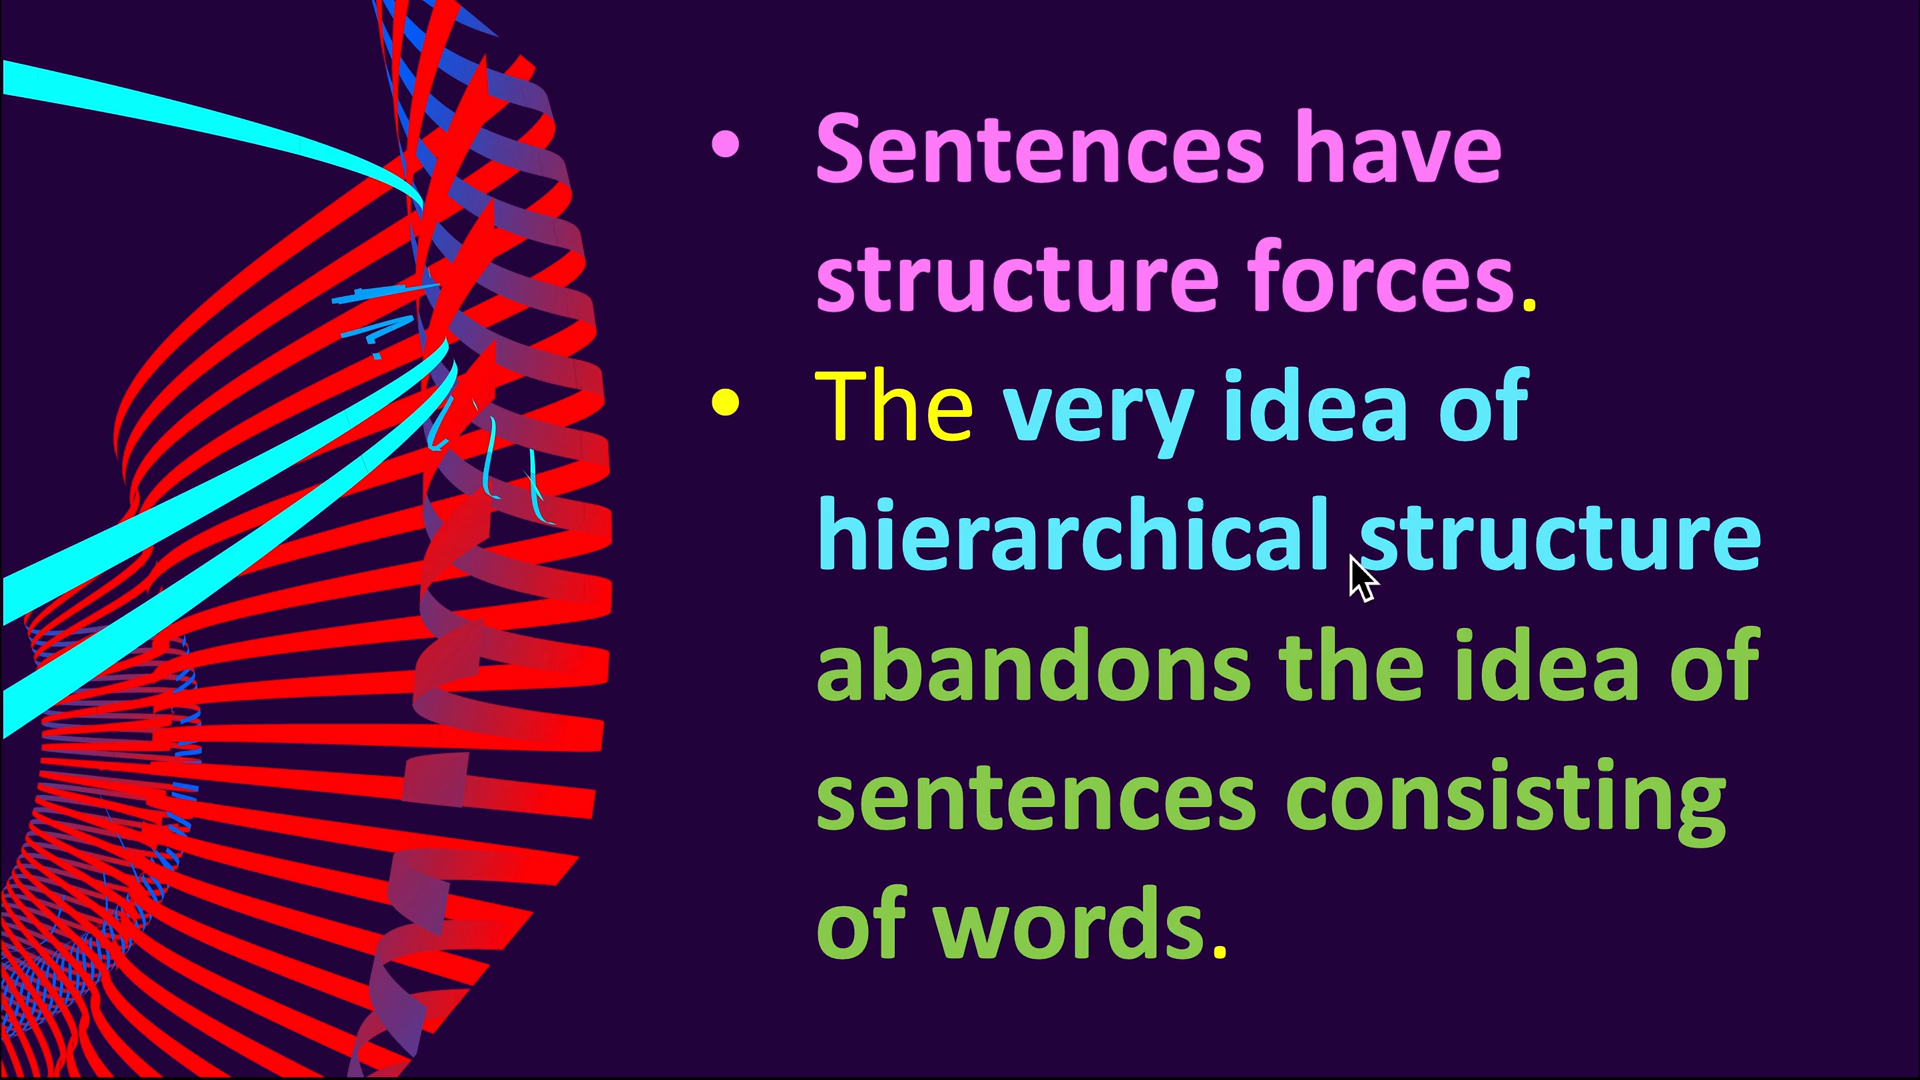 • Sentences have
structure forces.
• The very idea of
hierarchical structure
abandons the idea of
sentences consisting
of words.